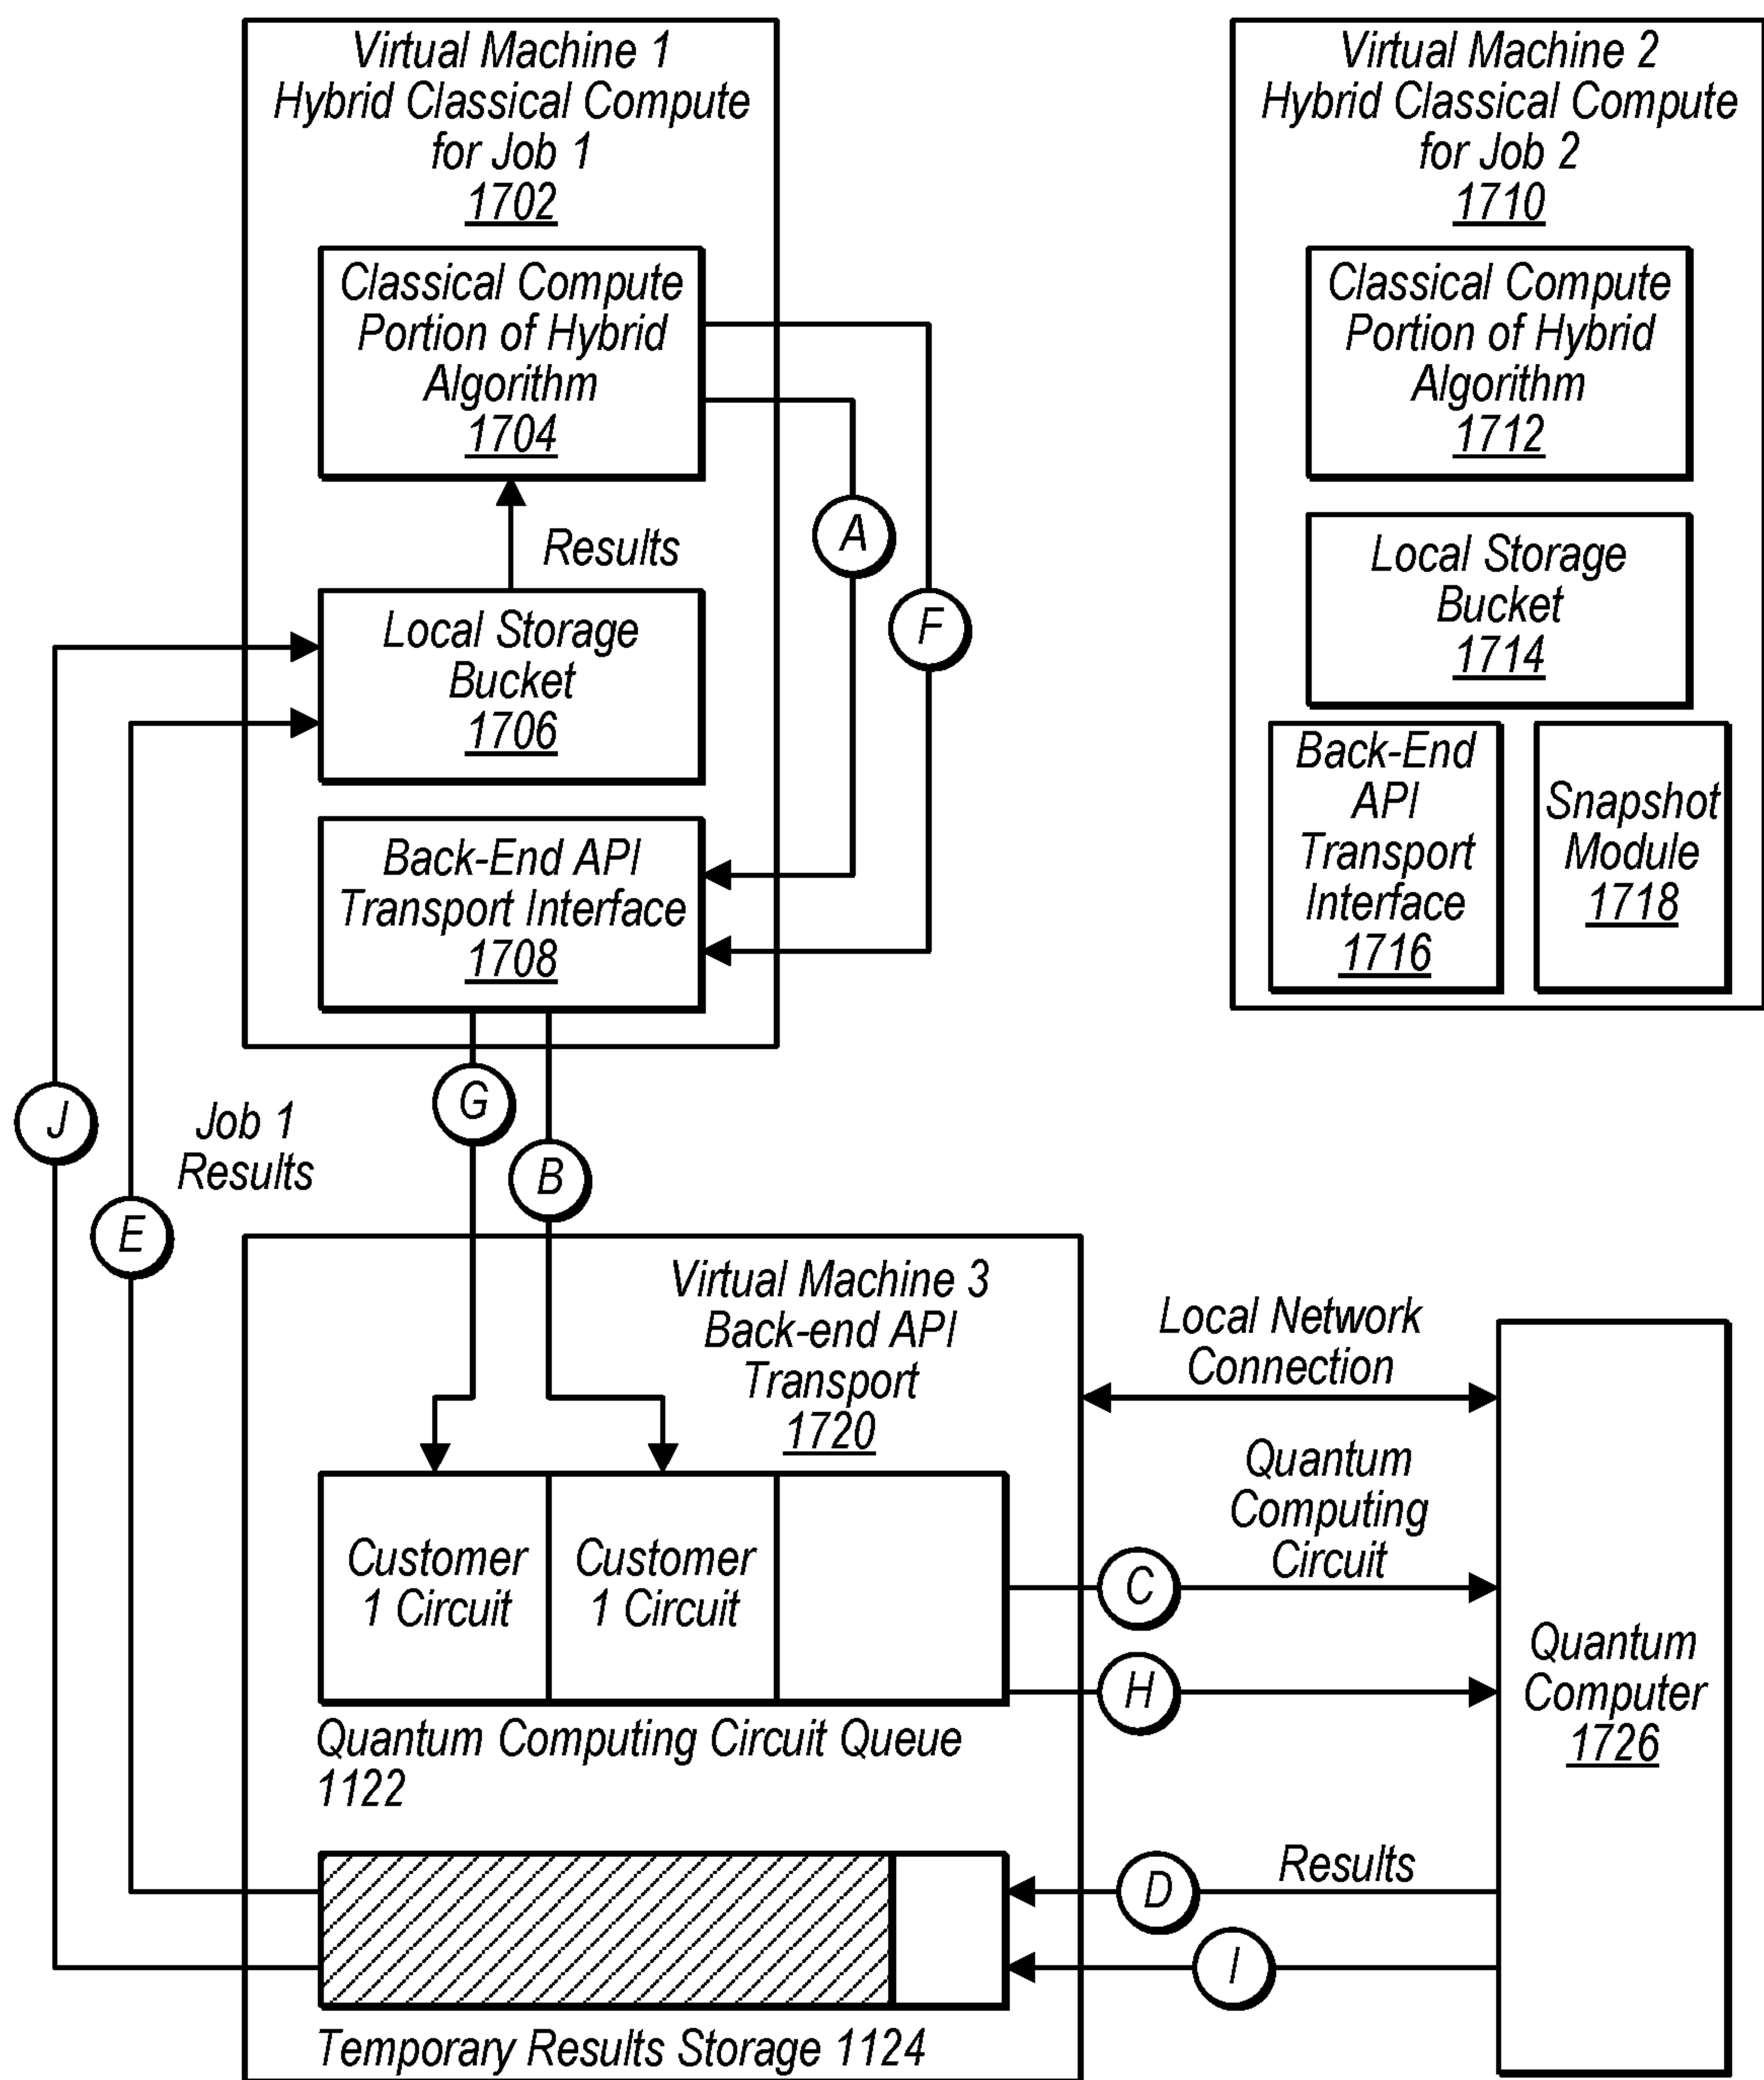 Virtual Machine 1
Hybrid Classical Compute
for Job 1
1702
Classical Compute
Portion of Hybrid
Algorithm
1704
Results
Local Storage
Bucket
1706
Back-End API
Transport Interface
1708
A
F
Virtual Machine 2
Hybrid Classical Compute
for Job 2
1710
Classical Compute
Portion of Hybrid
Algorithm
1712
Local Storage
Bucket
1714
Back-End
API
Transport
Interface
1716
Snapshot
Module
1718
J
E
Job 1
Results
G
B
Virtual Machine 3
Back-end API
Transport
1720
Customer
1 Circuit
Customer
1 Circuit
Quantum Computing Circuit Queue
1122
Temporary Results Storage 1124
Local Network
Connection
Quantum
Computing
Circuit
C
H
Results
D
I
Quantum
Computer
1726